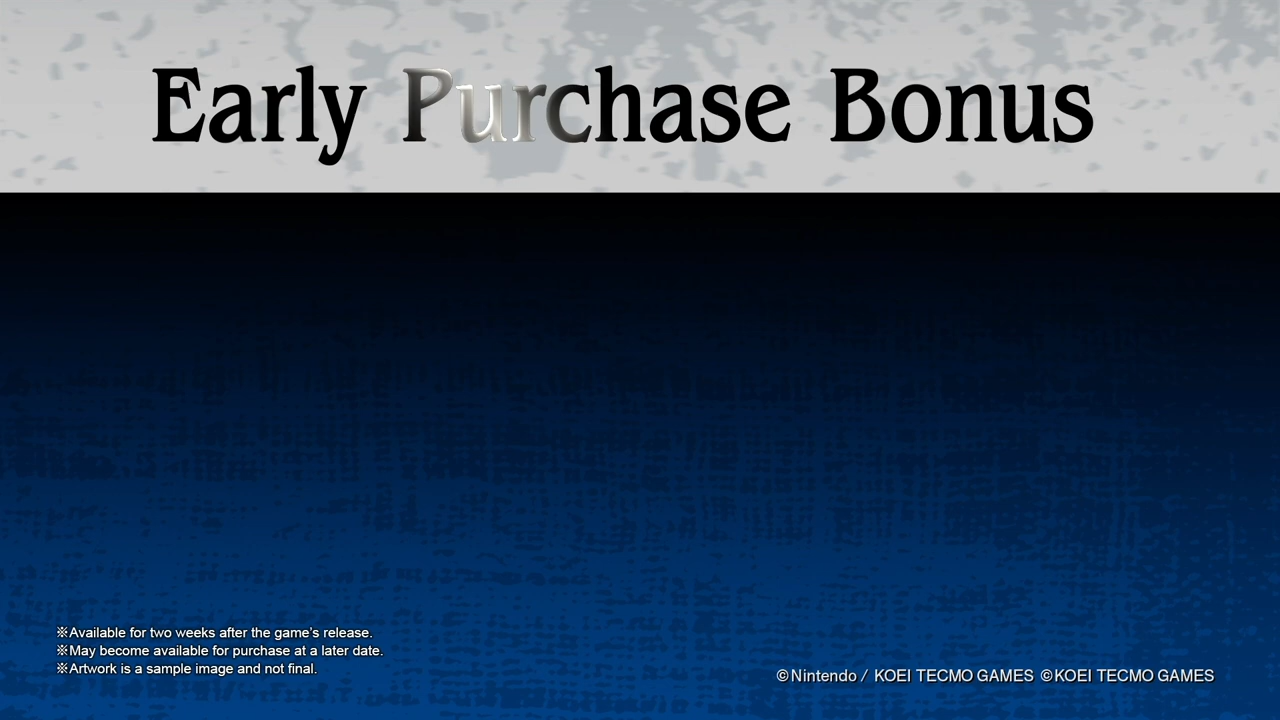 Early Purchase Bonus
※Available for two weeks after the game's release.
※May become available for purchase at a later date.
※Artwork is a sample image and not final.
©Nintendo / KOEI TECMO GAMES ©KOEI TECMO GAMES